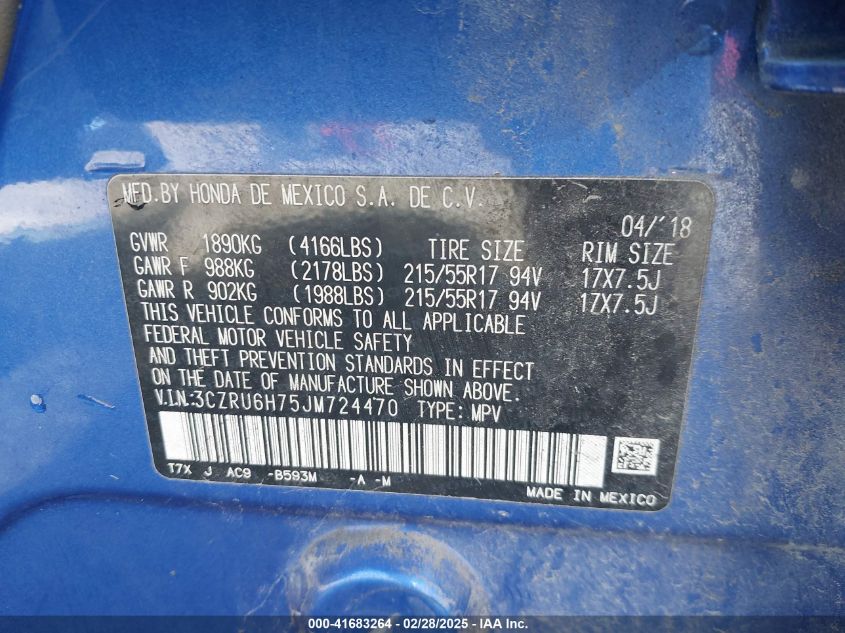 MFD.BY HONDA DE MEXICO S.A. DE C.V.
04/'18
GVWR 1890KG (4166LBS) TIRE SIZE RIM SIZE
GAWR F 988KG (2178LBS) 215/55R17 94V 17X7.5J
GAWR R 902KG (1988LBS) 215/55R17 94V 17X7.5J
THIS VEHICLE CONFORMS TO ALL APPLICABLE
FEDERAL MOTOR VEHICLE SAFETY
AND THEFT PREVENTION STANDARDS IN EFFECT
ON THE DATE OF MANUFACTURE SHOWN ABOVE.
V.I.N.:3CZRU6H75JM724470 TYPE: MPV
T7X J AC9 -B593M -A -M
MADE IN MEXICO
000-41683264 - 02/28/2025 - IAA Inc.